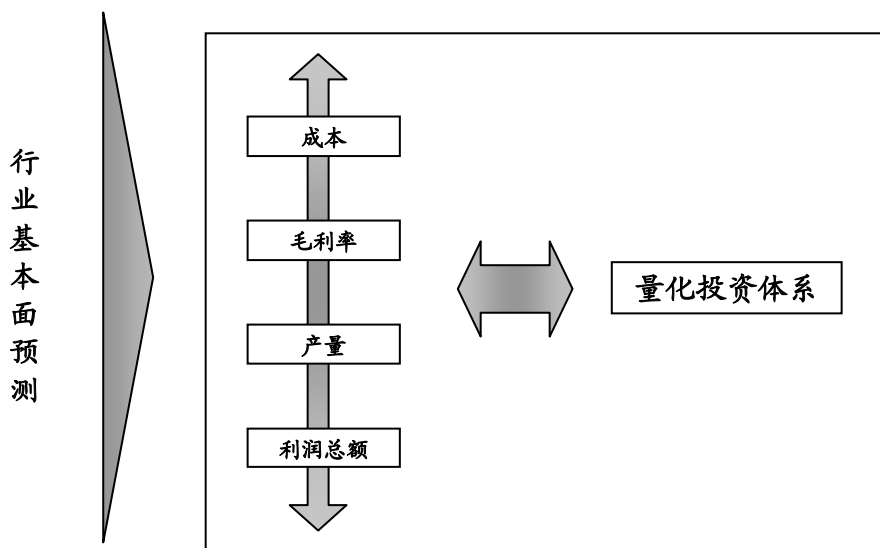 行业基本面预测
成本
毛利率
产量
利润总额
量化投资体系